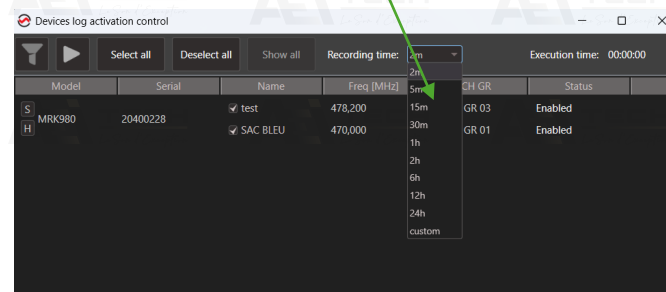 Devices log activation control
Select all Deselect all Show all Recording time: 2m Execution time: 00:00:00
Model Serial Name Freq [MHz] CH GR Status
S H MRK980 20400228
test 478,200 GR 03 Enabled
SAC BLEU 470,000 GR 01 Enabled
2m
5m
15m
30m
1h
2h
6h
12h
24h
custom